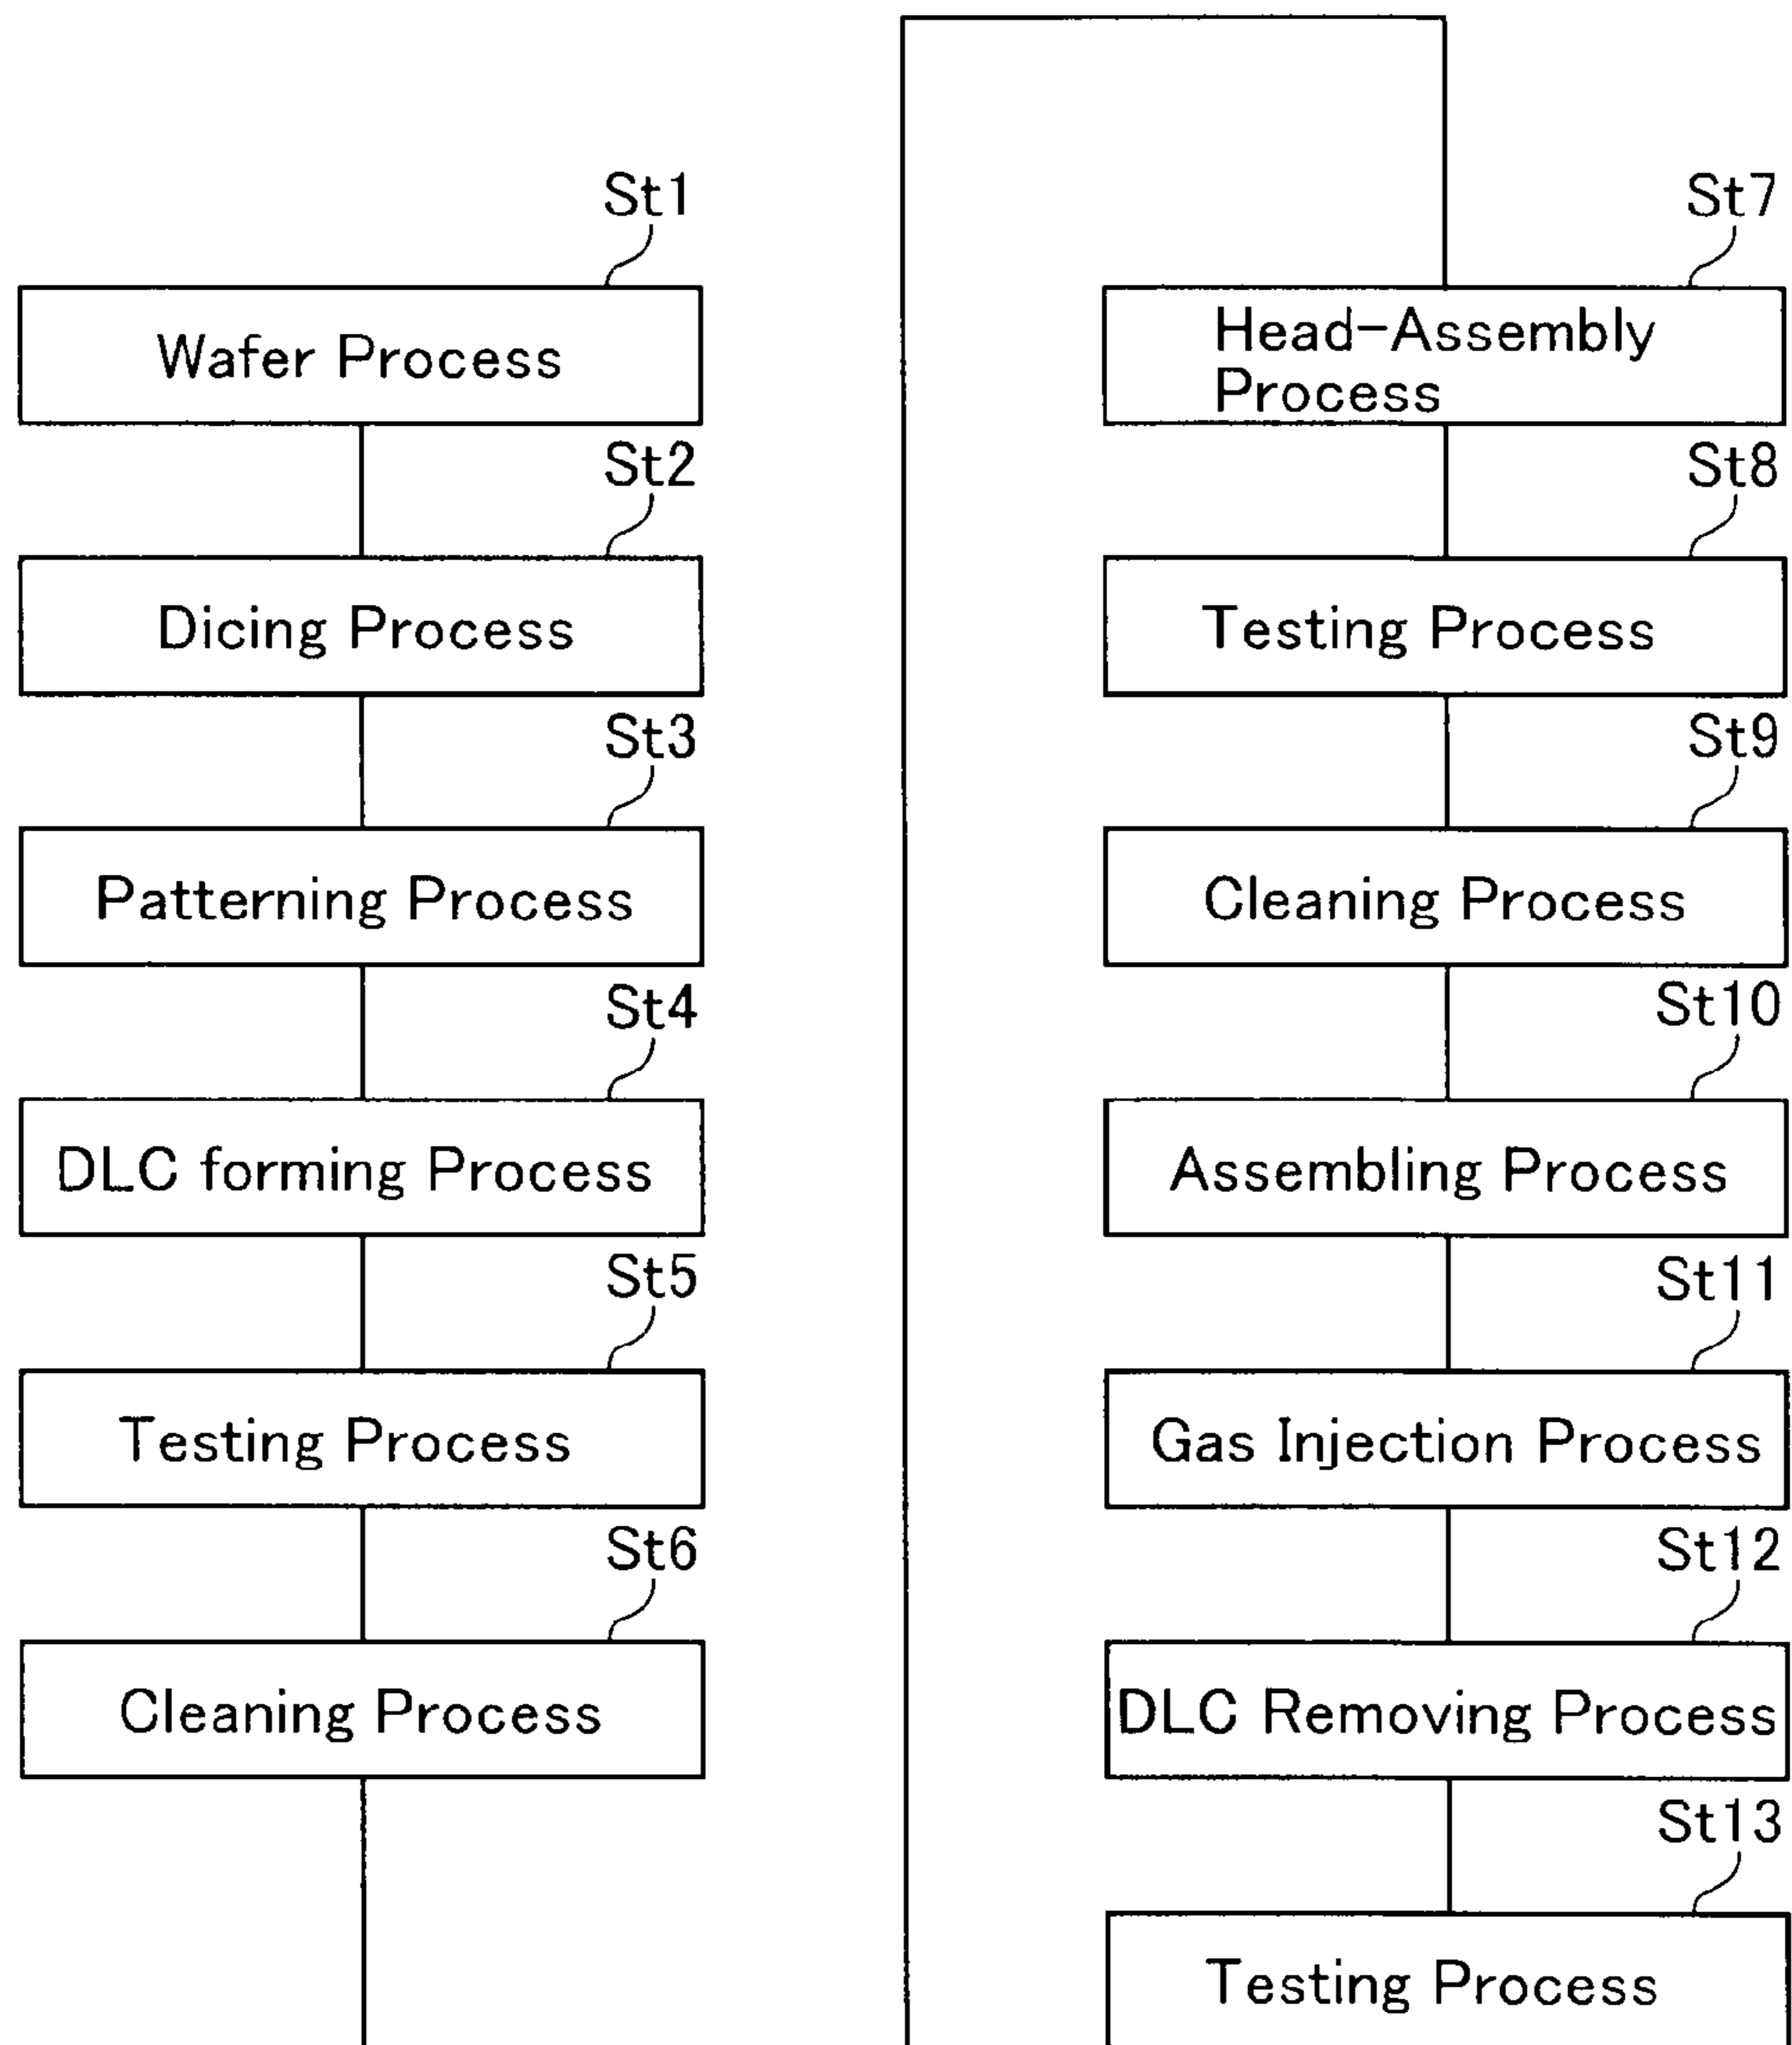 St1
Wafer Process
St2
Dicing Process
St3
Patterning Process
St4
DLC forming Process
St5
Testing Process
St6
Cleaning Process
St7
Head-Assembly
Process
St8
Testing Process
St9
Cleaning Process
St10
Assembling Process
St11
Gas Injection Process
St12
DLC Removing Process
St13
Testing Process